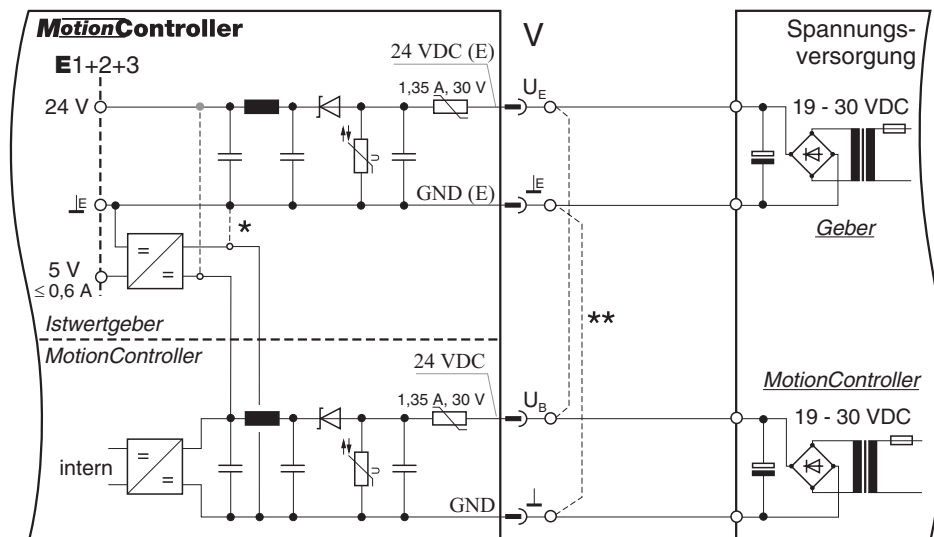 MotionController
E1+2+3
24 V
E
5 V
≤ 0,6 A
*
Istwertgeber
MotionController
intern
24 VDC (E)
1,35 A, 30 V
U
GND (E)
24 VDC
1,35 A, 30 V
U
GND
V
UE
E
**
UB
Spannungs-
versorgung
19 - 30 VDC
Geber
MotionController
19 - 30 VDC